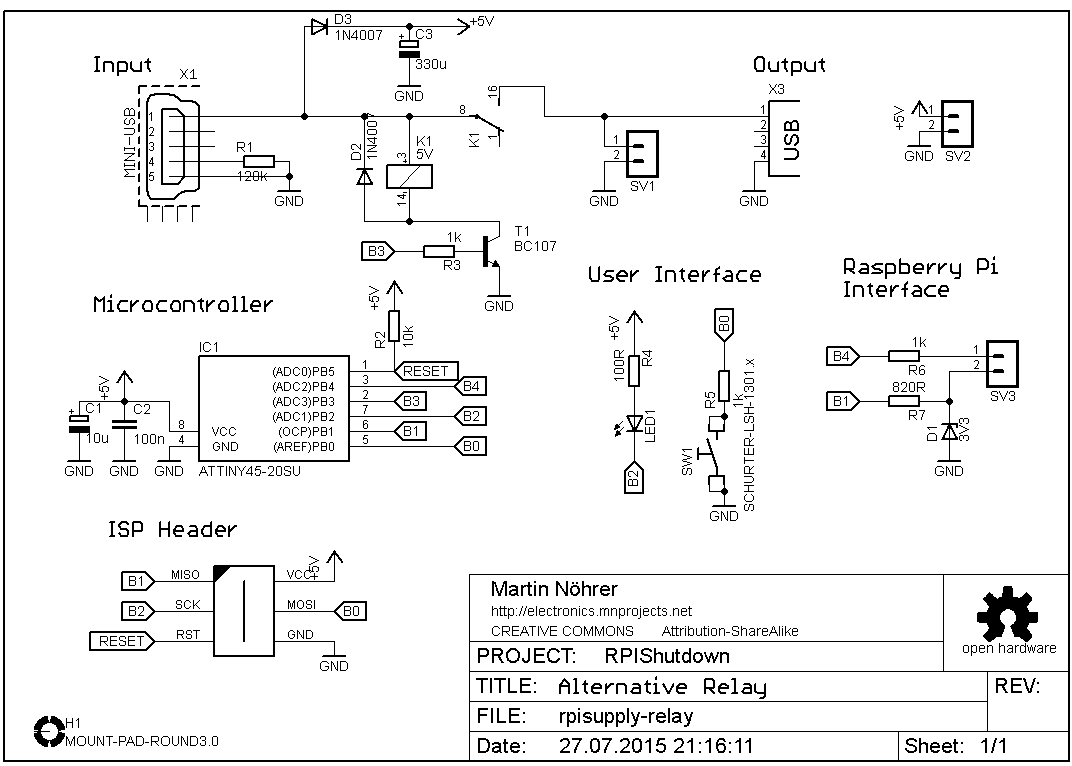 D3
1N4007
+5V
C3
330u
GND
Input
X1
MINI-USB
1
2
3
4
5
R1
120k
GND
D2
1N4007
K1
5V
3
14
8
K1
16
1
B3
1k
R3
T1
BC107
GND
Output
X3
1
2
3
4
USB
GND
1
2
SV1
GND
+5V
1
2
GND
SV2
Microcontroller
+5V
R2
10k
IC1
(ADC0)PB5
(ADC2)PB4
(ADC3)PB3
(ADC1)PB2
(OCP)PB1
(AREF)PB0
1
3
2
7
6
5
RESET
B4
B3
B2
B1
B0
+5V
C1
10u
C2
100n
8
4
VCC
GND
GND
GND
GND
ATTINY45-20SU
User Interface
+5V
100R
R4
LED1
B2
B0
R5
1k
SW1
SCHURTER-LSH-1301.x
GND
Raspberry Pi
Interface
B4
1k
R6
1
2
B1
820R
R7
SV3
D1
3V3
GND
ISP Header
B1
MISO
VCC
+5V
B2
SCK
MOSI
B0
RESET
RST
GND
GND
H1
MOUNT-PAD-ROUND3.0
Martin Nöhrer
http://electronics.mnprojects.net
CREATIVE COMMONS Attribution-ShareAlike
open hardware
PROJECT: RPIShutdown
TITLE: Alternative Relay
REV:
FILE: rpisupply-relay
Date: 27.07.2015 21:16:11
Sheet: 1/1